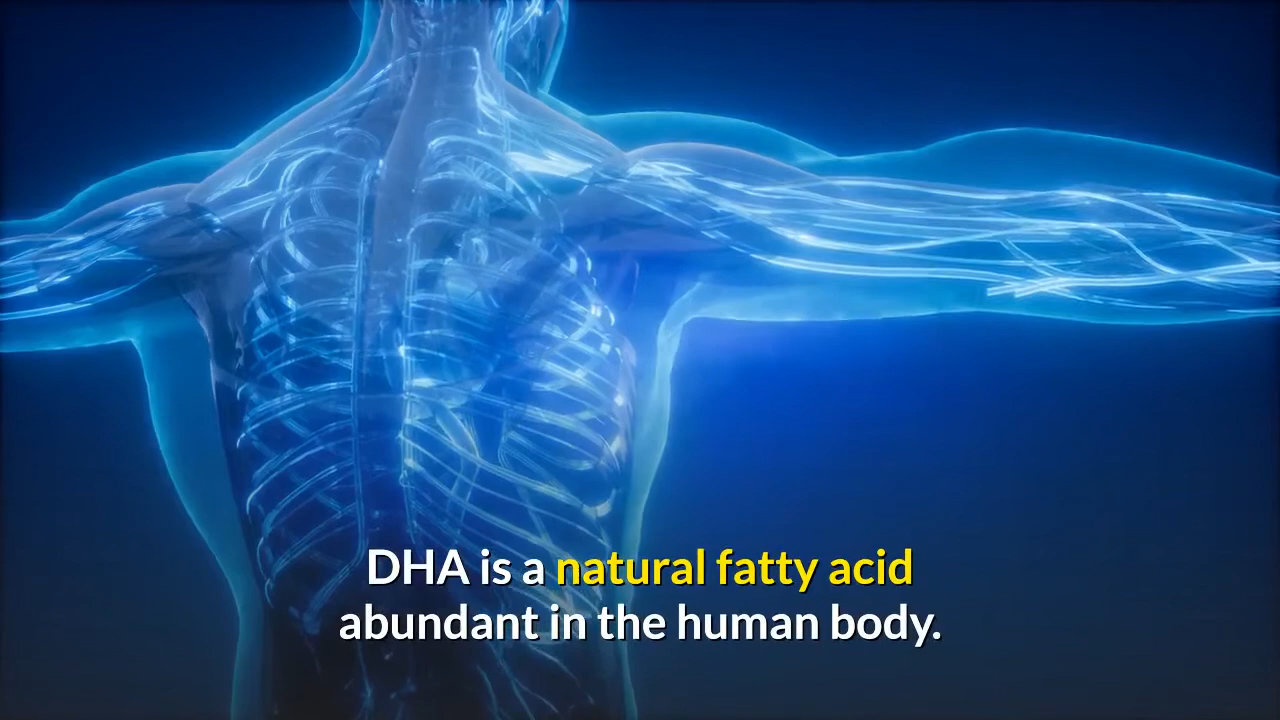 DHA is a natural fatty acid
abundant in the human body.